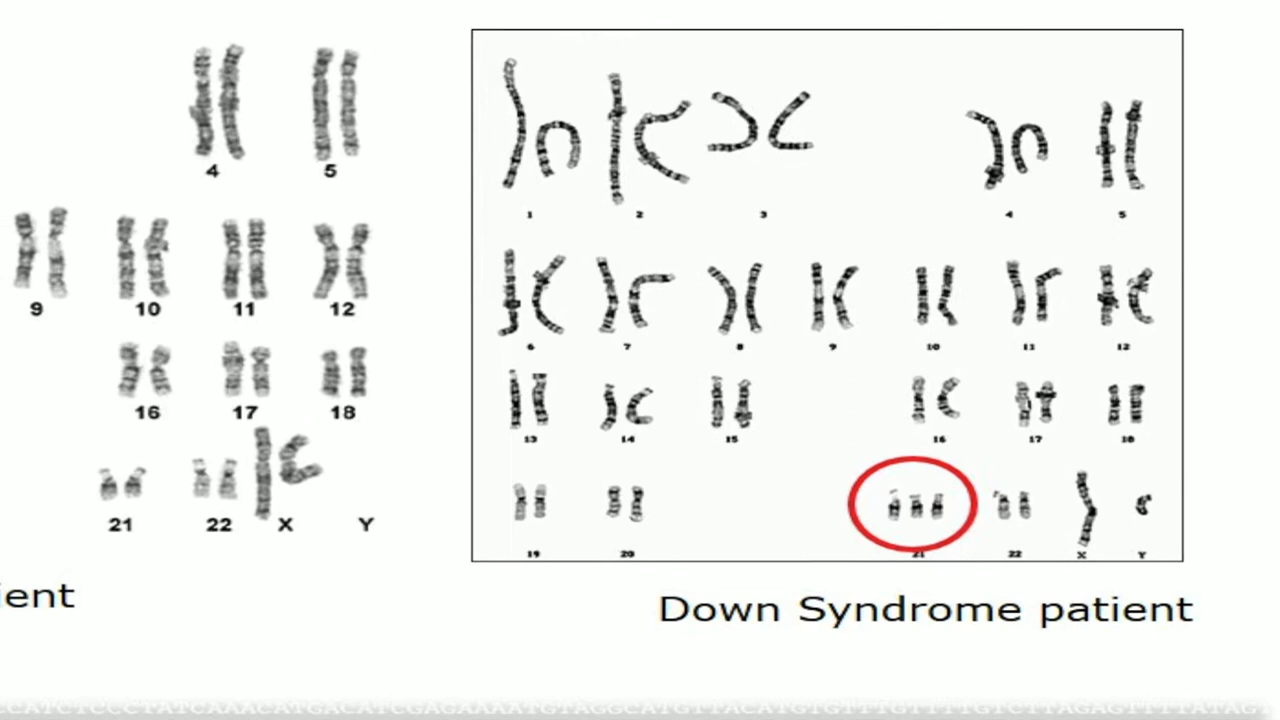 4 5
9 10 11 12
16 17 18
21 22 X Y
ient
1 2 3 4 5
6 7 8 9 10 11 12
13 14 15 16 17 18
19 20 21 22 X Y
Down Syndrome patient